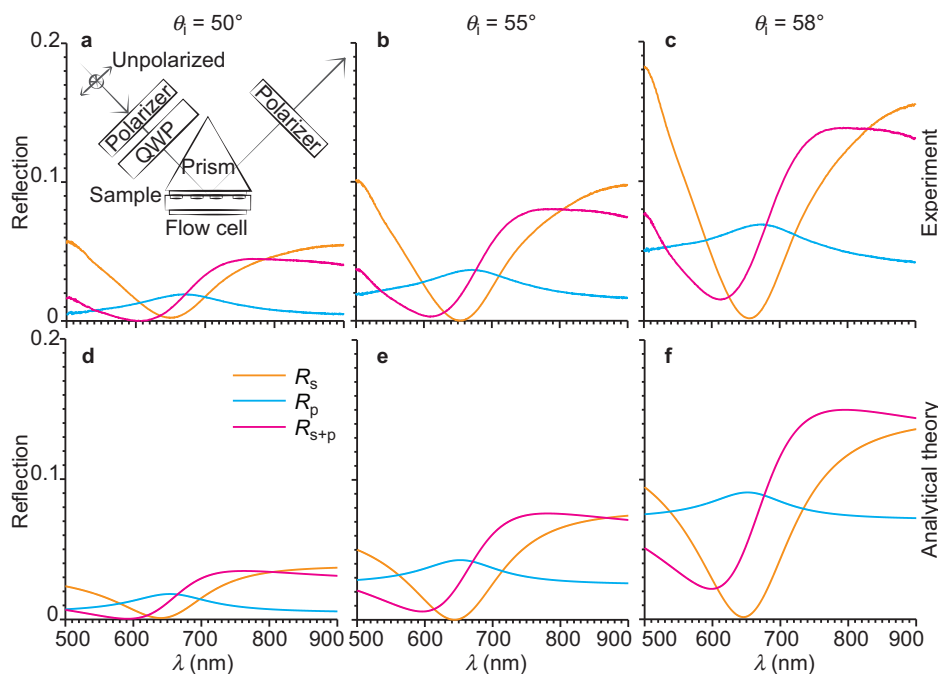 θi = 50°
θi = 55°
θi = 58°
a
b
c
0.2
0.1
0
Reflection
Unpolarized
Polarizer
QWP
Prism
Polarizer
Sample
Flow cell
Experiment
d
e
f
0.2
0.1
0
Reflection
Rs
Rp
Rs+p
Analytical theory
500 600 700 800 900
500 600 700 800 900
500 600 700 800 900
λ (nm)
λ (nm)
λ (nm)